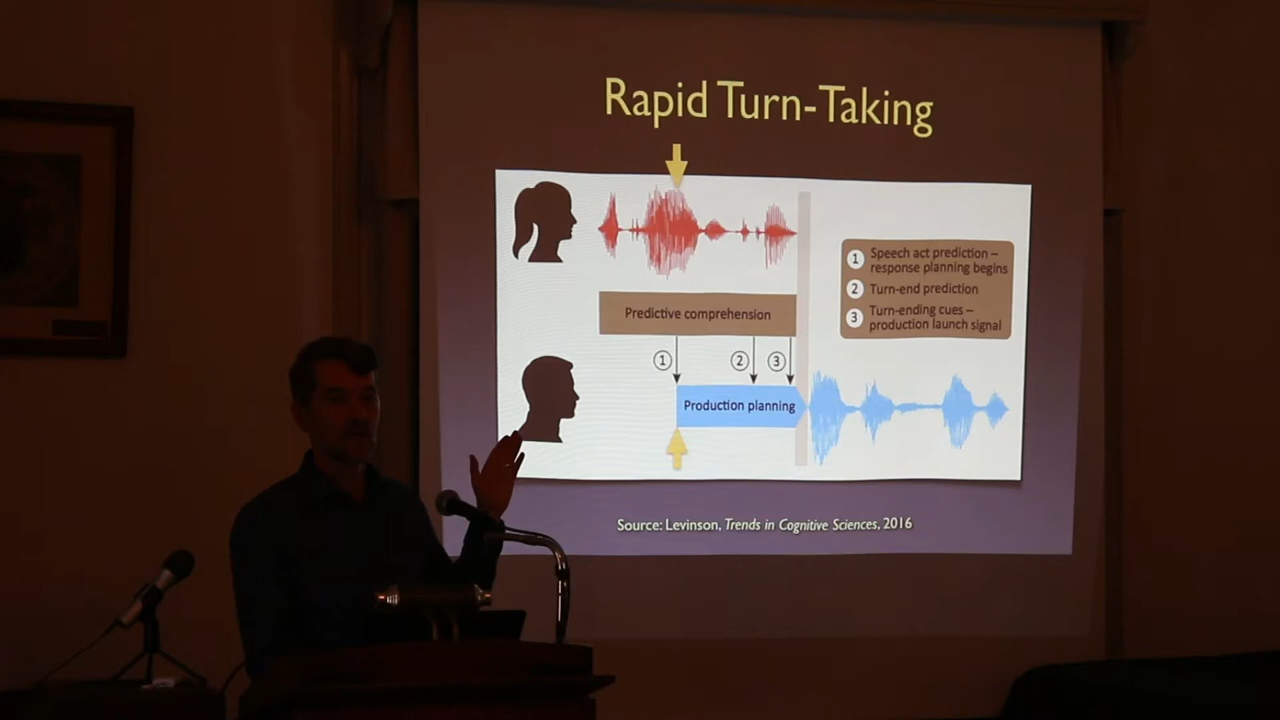 Rapid Turn-Taking
1 Speech act prediction –
response planning begins
2 Turn-end prediction
3 Turn-ending cues –
production launch signal
Predictive comprehension
1 2 3
Production planning
Source: Levinson, Trends in Cognitive Sciences, 2016